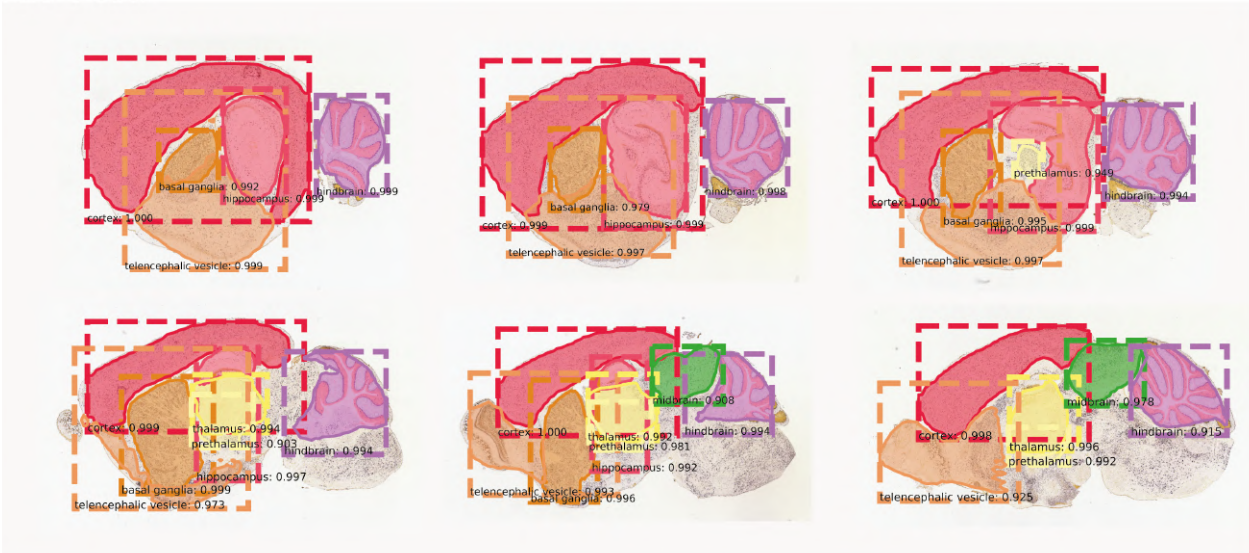 basal ganglia: 0.992
hindbrain: 0.999
hippocampus: 0.999
cortex: 1.000
telencephalic vesicle: 0.999
hindbrain: 0.998
basal ganglia: 0.979
cortex: 0.999
hippocampus: 0.999
telencephalic vesicle: 0.997
prethalamus: 0.949
hindbrain: 0.994
cortex: 1.000
basal ganglia: 0.995
hippocampus: 0.999
telencephalic vesicle: 0.997
cortex: 0.999
thalamus: 0.994
prethalamus: 0.903
hindbrain: 0.994
hippocampus: 0.997
basal ganglia: 0.999
telencephalic vesicle: 0.973
midbrain: 0.908
cortex: 1.000
hindbrain: 0.994
thalamus: 0.992
prethalamus: 0.981
hippocampus: 0.992
telencephalic vesicle: 0.993
basal ganglia: 0.996
midbrain: 0.978
cortex: 0.998
hindbrain: 0.915
thalamus: 0.996
prethalamus: 0.992
telencephalic vesicle: 0.925